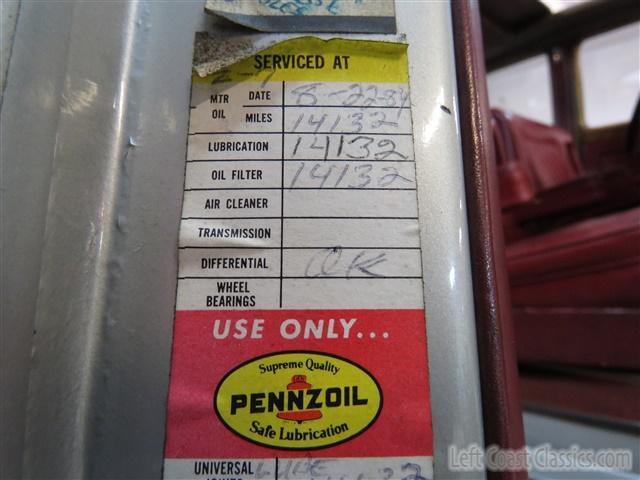 SERVICED AT
MTR OIL DATE 8-22-84
MILES 14132
LUBRICATION 14132
OIL FILTER 14132
AIR CLEANER
TRANSMISSION
DIFFERENTIAL OK
WHEEL BEARINGS
USE ONLY...
Supreme Quality
PENNZOIL
Safe Lubrication
UNIVERSAL LUBE
Left Coast Classics.com